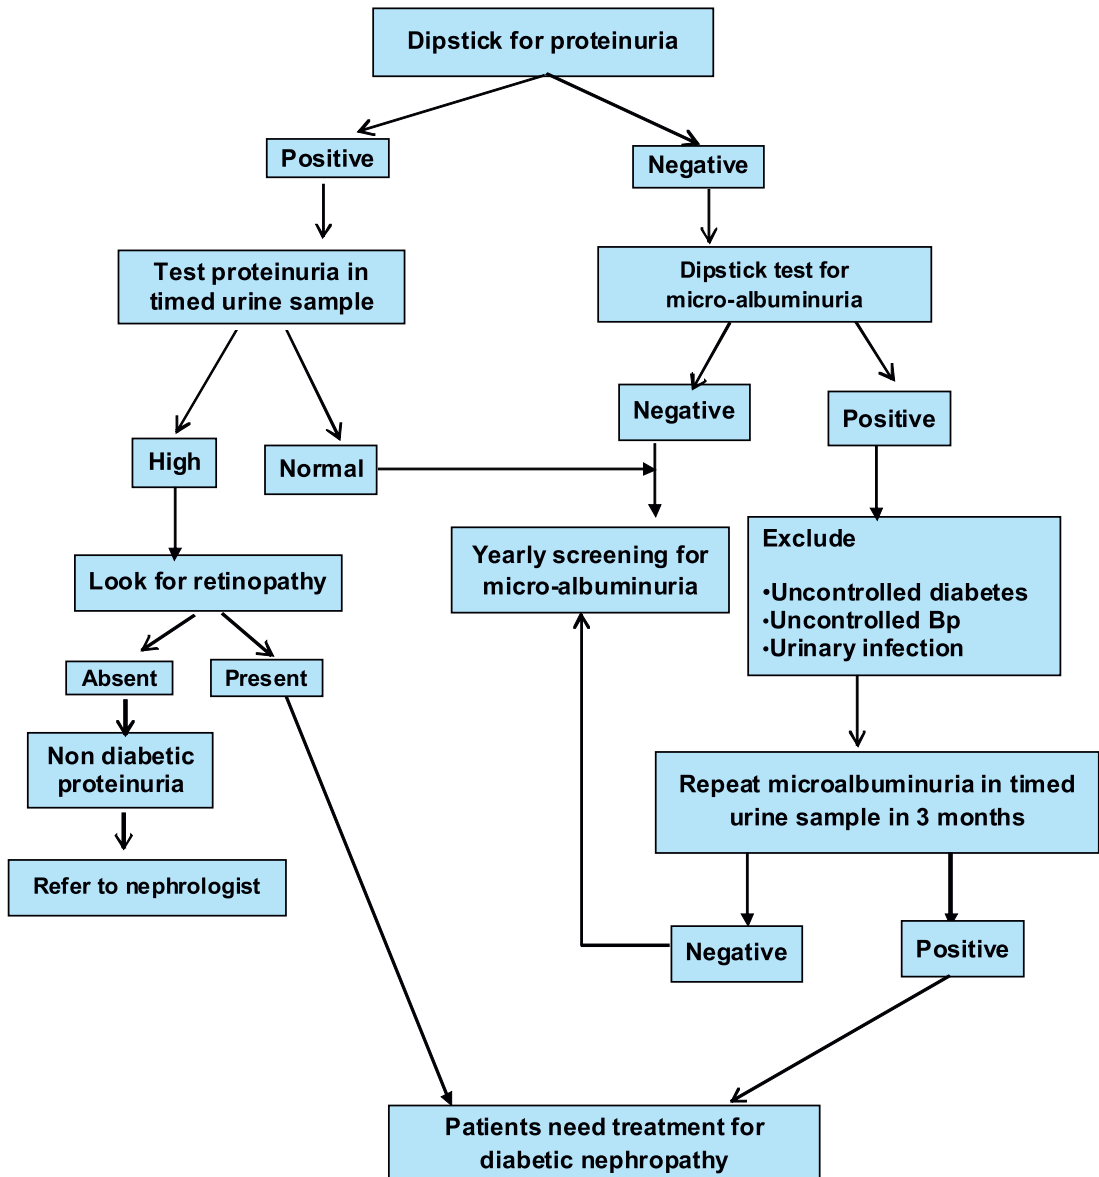 Dipstick for proteinuria
Positive
Negative
Test proteinuria in
timed urine sample
Dipstick test for
micro-albuminuria
Negative
Positive
High
Normal
Yearly screening for
micro-albuminuria
Exclude
•Uncontrolled diabetes
•Uncontrolled Bp
•Urinary infection
Look for retinopathy
Absent
Present
Non diabetic
proteinuria
Repeat microalbuminuria in timed
urine sample in 3 months
Refer to nephrologist
Negative
Positive
Patients need treatment for
diabetic nephropathy